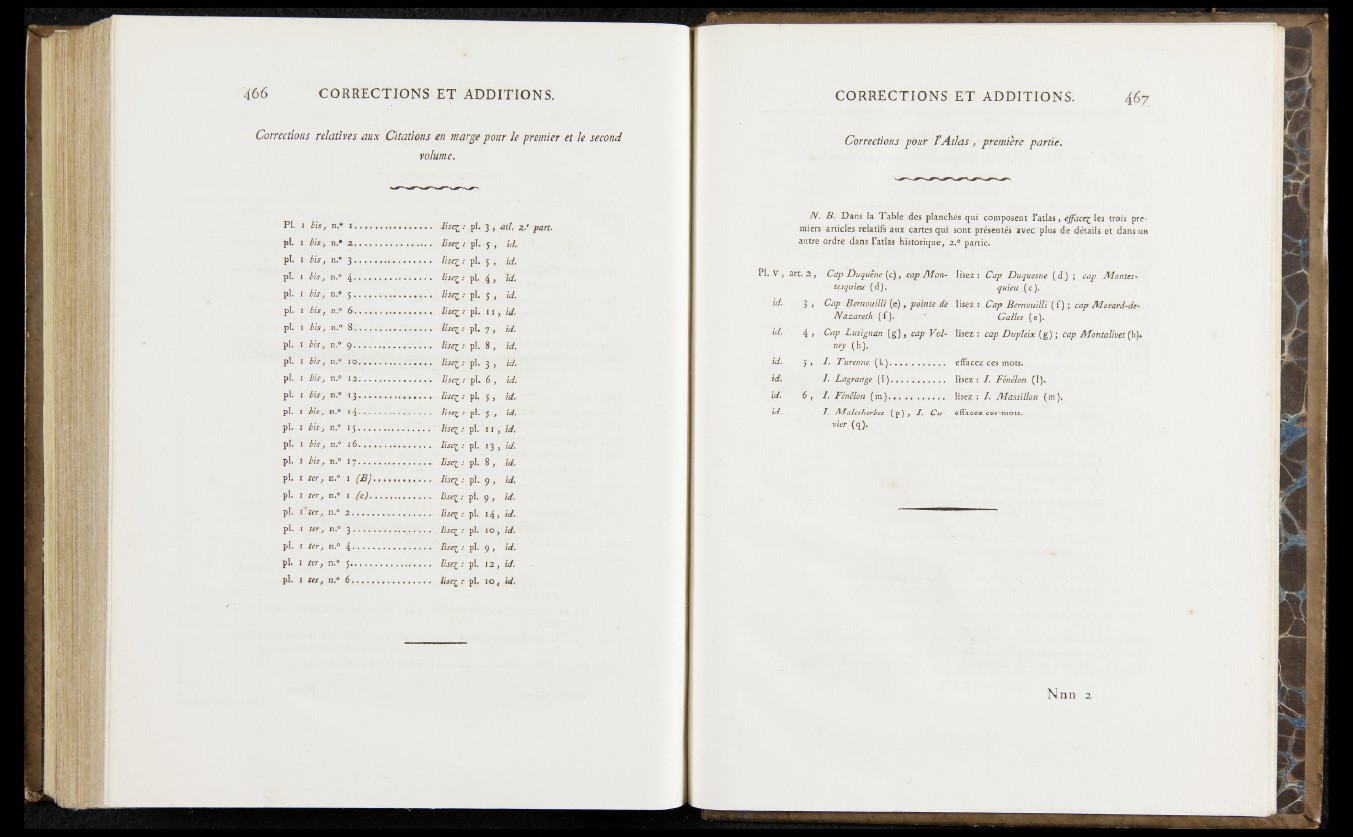 466 CORRECTIONS ET ADDITIONS.
Corrections relatives aux Citations en marge pour le premier et le second
volume.
Pl. 1 bis, n.° 1................. lisez : pl. 3, atl. 2.e part.
pl. 1 bis, n.° 2................. lisez : pl. 5, id.
pl. 1 bis, n.° 3................. lisez : pl. 5, id.
pl. 1 bis, n.° 4................. lisez : pl. 4, id.
pl. 1 bis, n.° 5................. lisez : pl. 5, id.
pl. 1 bis, n.° 6................. lisez : pl. 11, id.
pl. 1 bis, n.° 8................. lisez : pl. 7, id.
pl. 1 bis, n.° 9................. lisez : pl. 8, id.
pl. 1 bis, n.° 10................ lisez : pl. 3, id.
pl. 1 bis, n.° 12................ lisez : pl. 6, id.
pl. 1 bis, n.° 13................ lisez : pl. 5, id.
pl. 1 bis, n.° 14................ lisez : pl. 5, id.
pl. 1 bis, n.° 15................ lisez : pl. 11, id.
pl. 1 bis, n.° 16................ lisez : pl. 13, id.
pl. 1 bis, n.° 17................ lisez : pl. 8, id.
pl. 1 ter, n.° 1 (B)............. lisez : pl. 9, id.
pl. 1 ter, n.° 1 (c)............. lisez : pl. 9, id.
pl. 1 ter, n.° 2................. lisez : pl. 14, id.
pl. 1 ter, n.° 3................. lisez : pl. 10, id.
pl. 1 ter, n.° 4................. lisez : pl. 9, id.
pl. 1 ter, n.° 5................. lisez : pl. 12, id.
pl. 1 ter, n.° 6................. lisez : pl. 10, id.
CORRECTIONS ET ADDITIONS. 467
Corrections pour l'Atlas, première partie.
N. B. Dans la Table des planches qui composent l'atlas, effacez les trois pre-
miers articles relatifs aux cartes qui sont présentés avec plus de détails et dans un
autre ordre dans l'atlas historique, 2.e partie.
Pl. V, art. 2, Cap Duquêne (c), cap Mon- lisez : Cap Duquesne (d) ; cap Montes-
tesquieu (d). quieu (c).
id. 3, Cap Bernouilli (e), pointe de lisez : Cap Bernouilli (f) ; cap Morard-de-
Nazareth (f). Galles (e).
id. 4, Cap Lusignan (g), cap Vol- lisez : cap Dupleix (g) ; cap Montalivet (h).
ney (h).
id. 5, I. Turenne (k)........... effacez ces mots.
id. I. Lagrange (l)........... lisez : I. Fénélon (l).
id. 6, I. Fénélon (m)........... lisez : I. Massillon (m).
id. I. Malesherbes (p), I. Cu- effacez ces mots.
vier (q).
Nnn 2